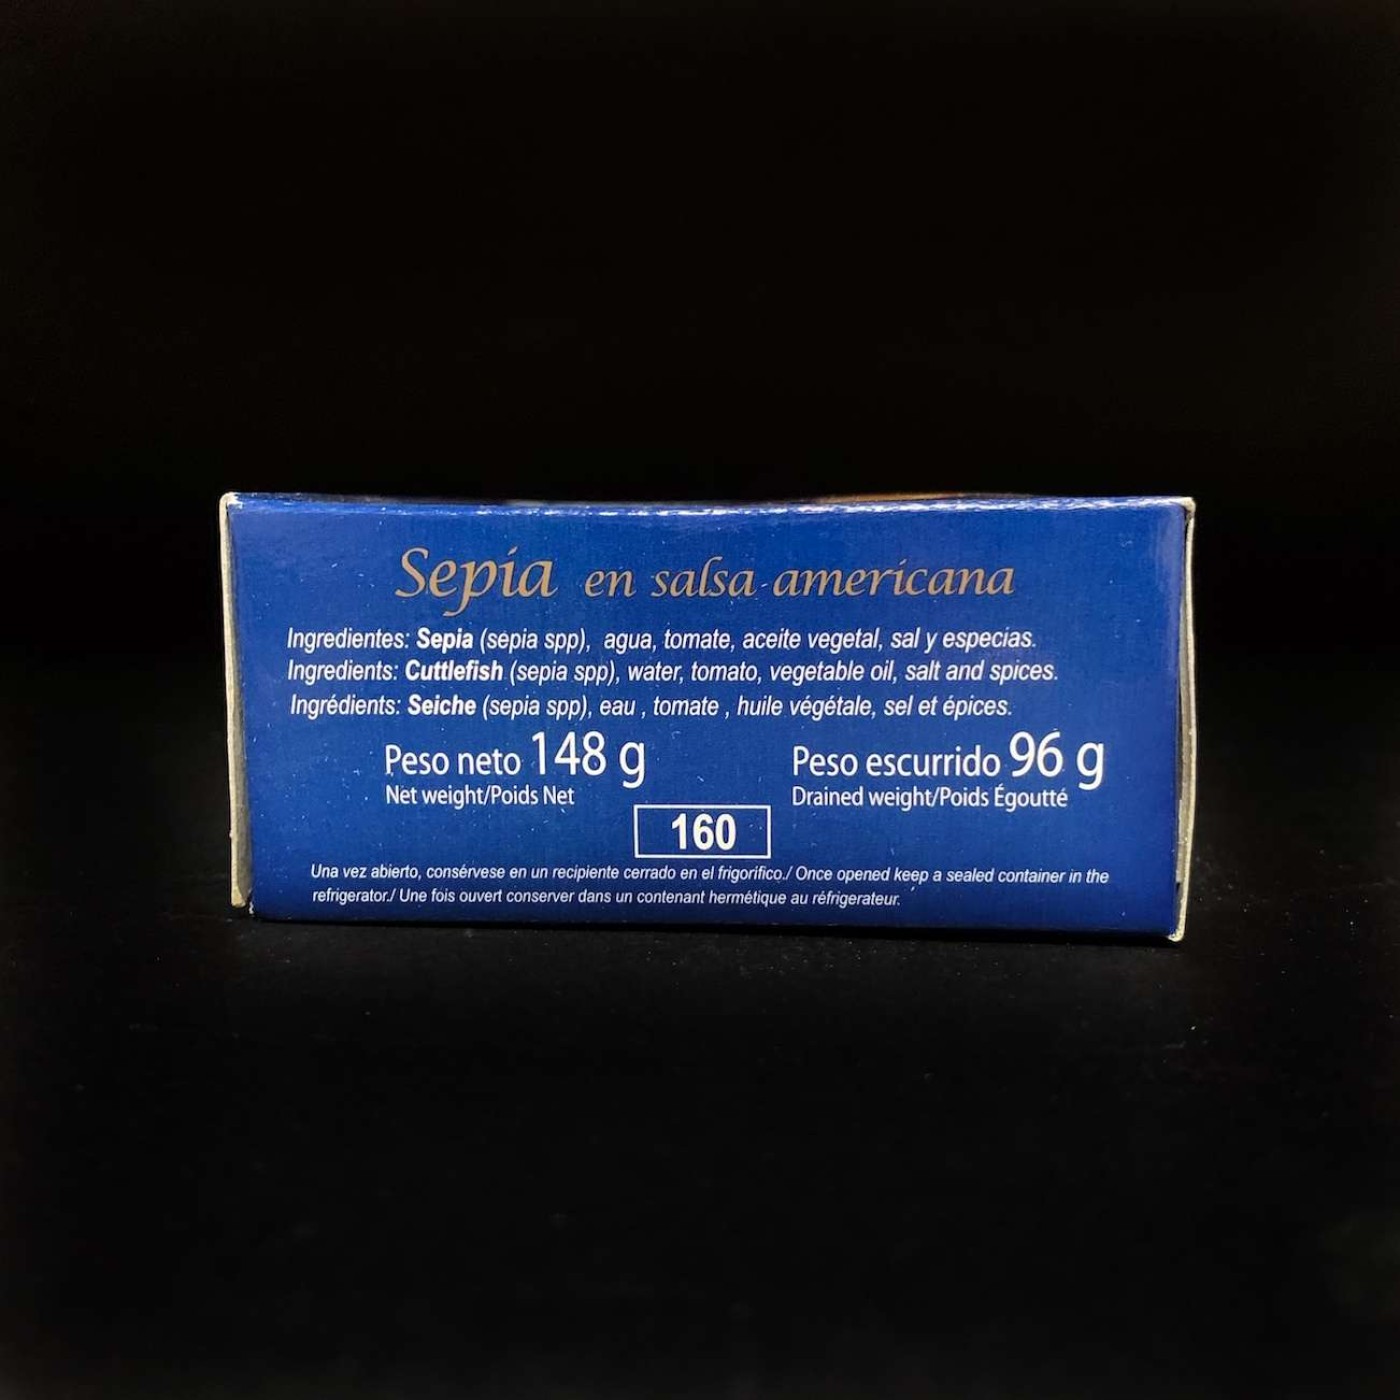 Sepia en salsa americana
Ingredientes: Sepia (sepia spp), agua, tomate, aceite vegetal, sal y especias.
Ingredients: Cuttlefish (sepia spp), water, tomato, vegetable oil, salt and spices.
Ingrédients: Seiche (sepia spp), eau , tomate , huile végétale, sel et épices.
Peso neto 148 g
Net weight/Poids Net
Peso escurrido 96 g
Drained weight/Poids Égoutté
160
Una vez abierto, consérvese en un recipiente cerrado en el frigorífico./ Once opened keep a sealed container in the
refrigerator./ Une fois ouvert conserver dans un contenant hermétique au réfrigerateur.